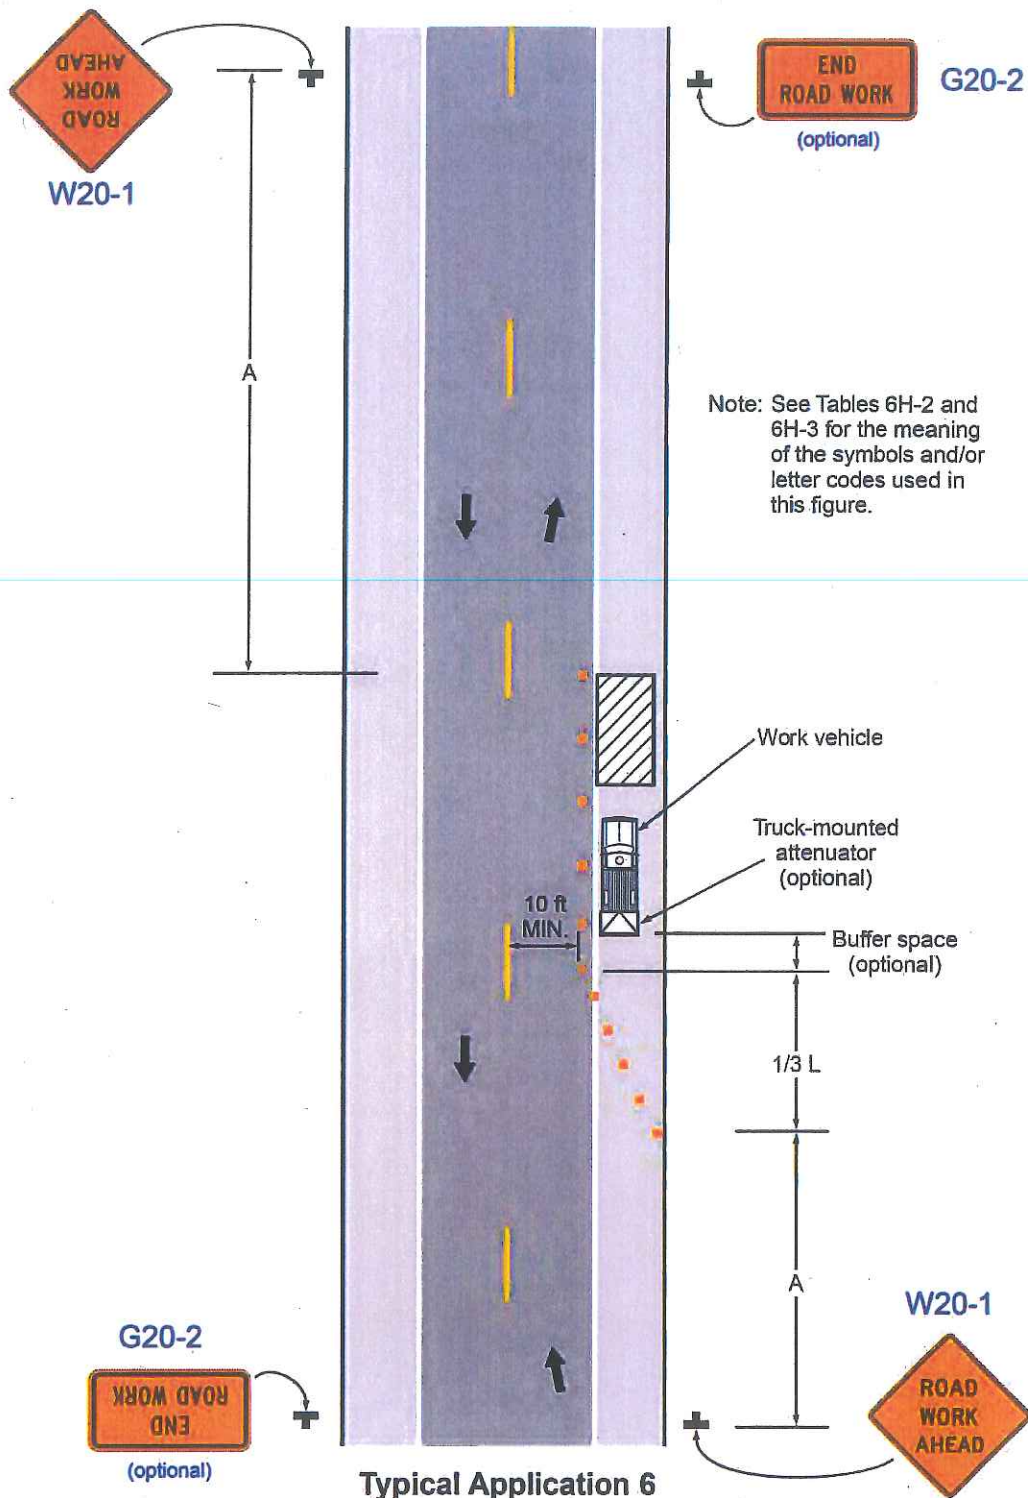 ROAD
WORK
AHEAD
W20-1
END
ROAD WORK
(optional)
G20-2
A
Note: See Tables 6H-2 and
6H-3 for the meaning
of the symbols and/or
letter codes used in
this figure.
Work vehicle
Truck-mounted
attenuator
(optional)
10 ft
MIN.
Buffer space
(optional)
1/3 L
A
G20-2
END
ROAD WORK
(optional)
W20-1
ROAD
WORK
AHEAD
Typical Application 6